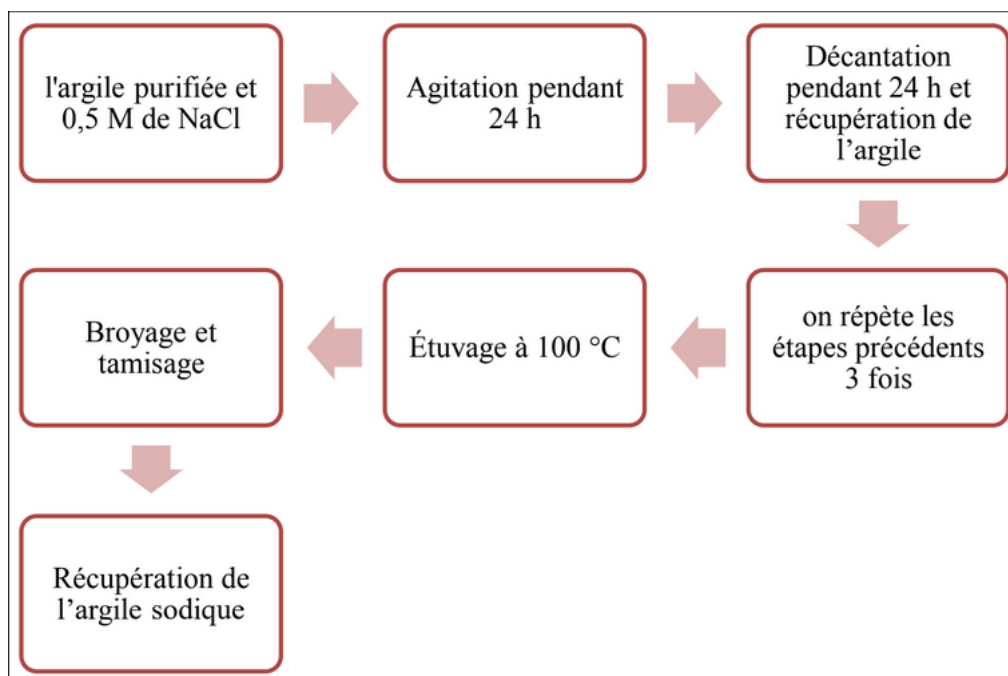 l'argile purifiée et
0,5 M de NaCl
Agitation pendant
24 h
Décantation
pendant 24 h et
récupération de
l’argile
on répète les
étapes précédents
3 fois
Étuvage à 100 °C
Broyage et
tamisage
Récupération de
l’argile sodique